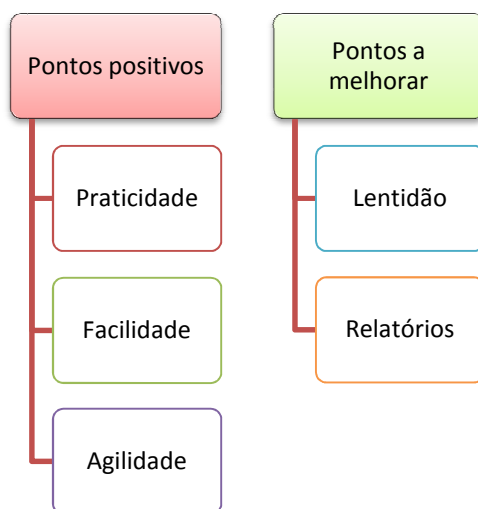 Pontos positivos
Praticidade
Facilidade
Agilidade
Pontos a
melhorar
Lentidão
Relatórios